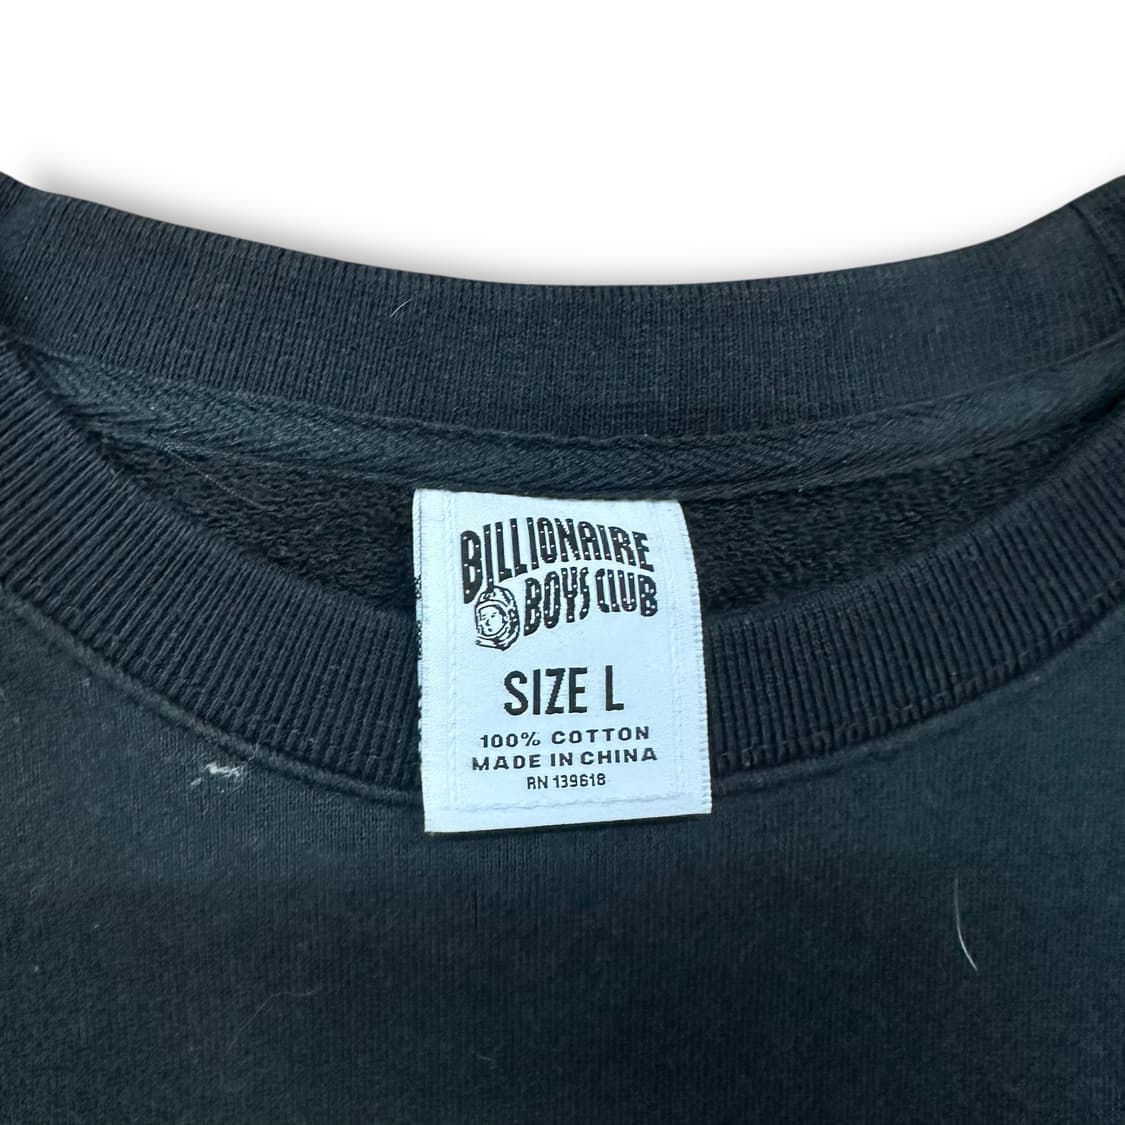 BILLIONAIRE
BOYS CLUB
SIZE L
100% COTTON
MADE IN CHINA
RN 139618